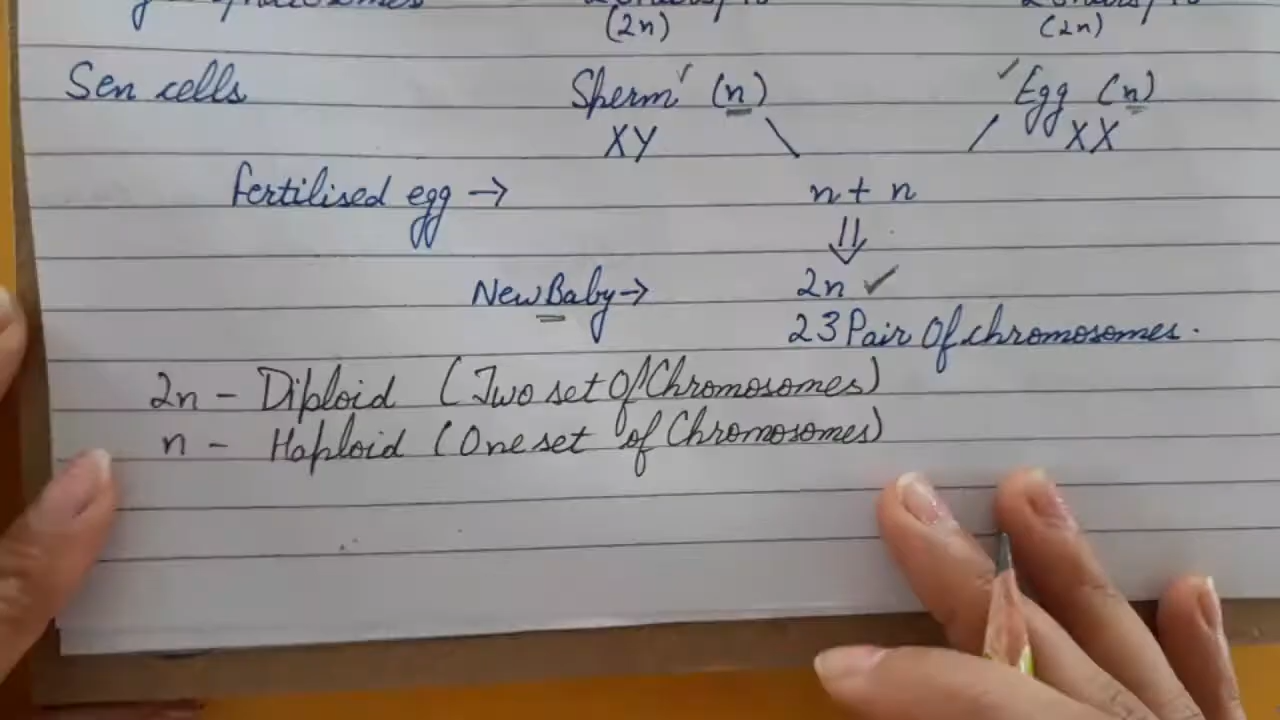 (2n) (2n)
Sex cells Sperm ✓ (n) ✓ Egg (n)
XY XX
fertilised egg → n + n
⇓
New Baby → 2n ✓
23 Pair Of chromosomes.
2n - Diploid (Two set Of Chromosomes)
n - Haploid (One set of Chromosomes)